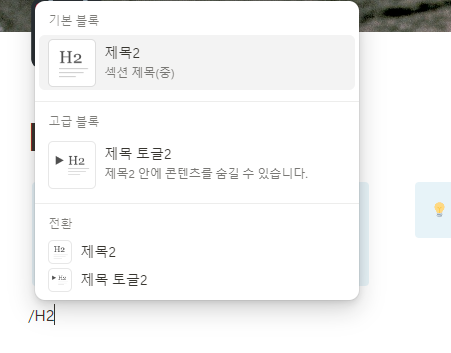 기본 블록
H2
제목2
섹션 제목(중)
고급 블록
H2
제목 토글2
제목2 안에 콘텐츠를 숨길 수 있습니다.
전환
H2
제목2
H2
제목 토글2
/H2